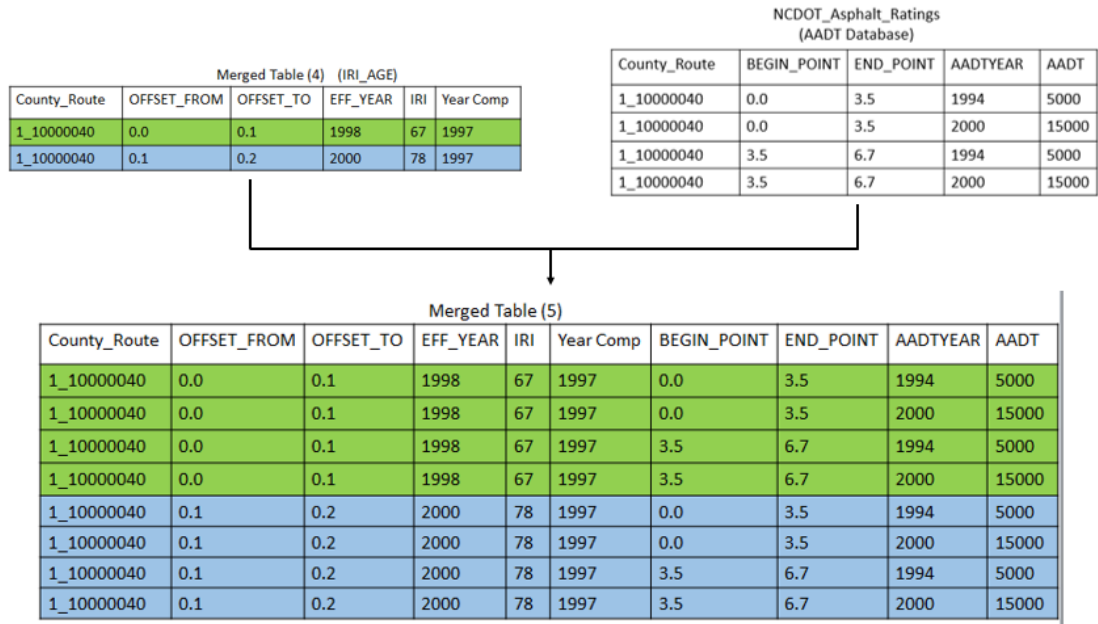 NCDOT_Asphalt_Ratings
(AADT Database)
County_Route BEGIN_POINT END_POINT AADTYEAR AADT
1_10000040 0.0 3.5 1994 5000
1_10000040 0.0 3.5 2000 15000
1_10000040 3.5 6.7 1994 5000
1_10000040 3.5 6.7 2000 15000
Merged Table (4) (IRI_AGE)
County_Route OFFSET_FROM OFFSET_TO EFF_YEAR IRI Year Comp
1_10000040 0.0 0.1 1998 67 1997
1_10000040 0.1 0.2 2000 78 1997
Merged Table (5)
County_Route OFFSET_FROM OFFSET_TO EFF_YEAR IRI Year Comp BEGIN_POINT END_POINT AADTYEAR AADT
1_10000040 0.0 0.1 1998 67 1997 0.0 3.5 1994 5000
1_10000040 0.0 0.1 1998 67 1997 0.0 3.5 2000 15000
1_10000040 0.0 0.1 1998 67 1997 3.5 6.7 1994 5000
1_10000040 0.0 0.1 1998 67 1997 3.5 6.7 2000 15000
1_10000040 0.1 0.2 2000 78 1997 0.0 3.5 1994 5000
1_10000040 0.1 0.2 2000 78 1997 0.0 3.5 2000 15000
1_10000040 0.1 0.2 2000 78 1997 3.5 6.7 1994 5000
1_10000040 0.1 0.2 2000 78 1997 3.5 6.7 2000 15000